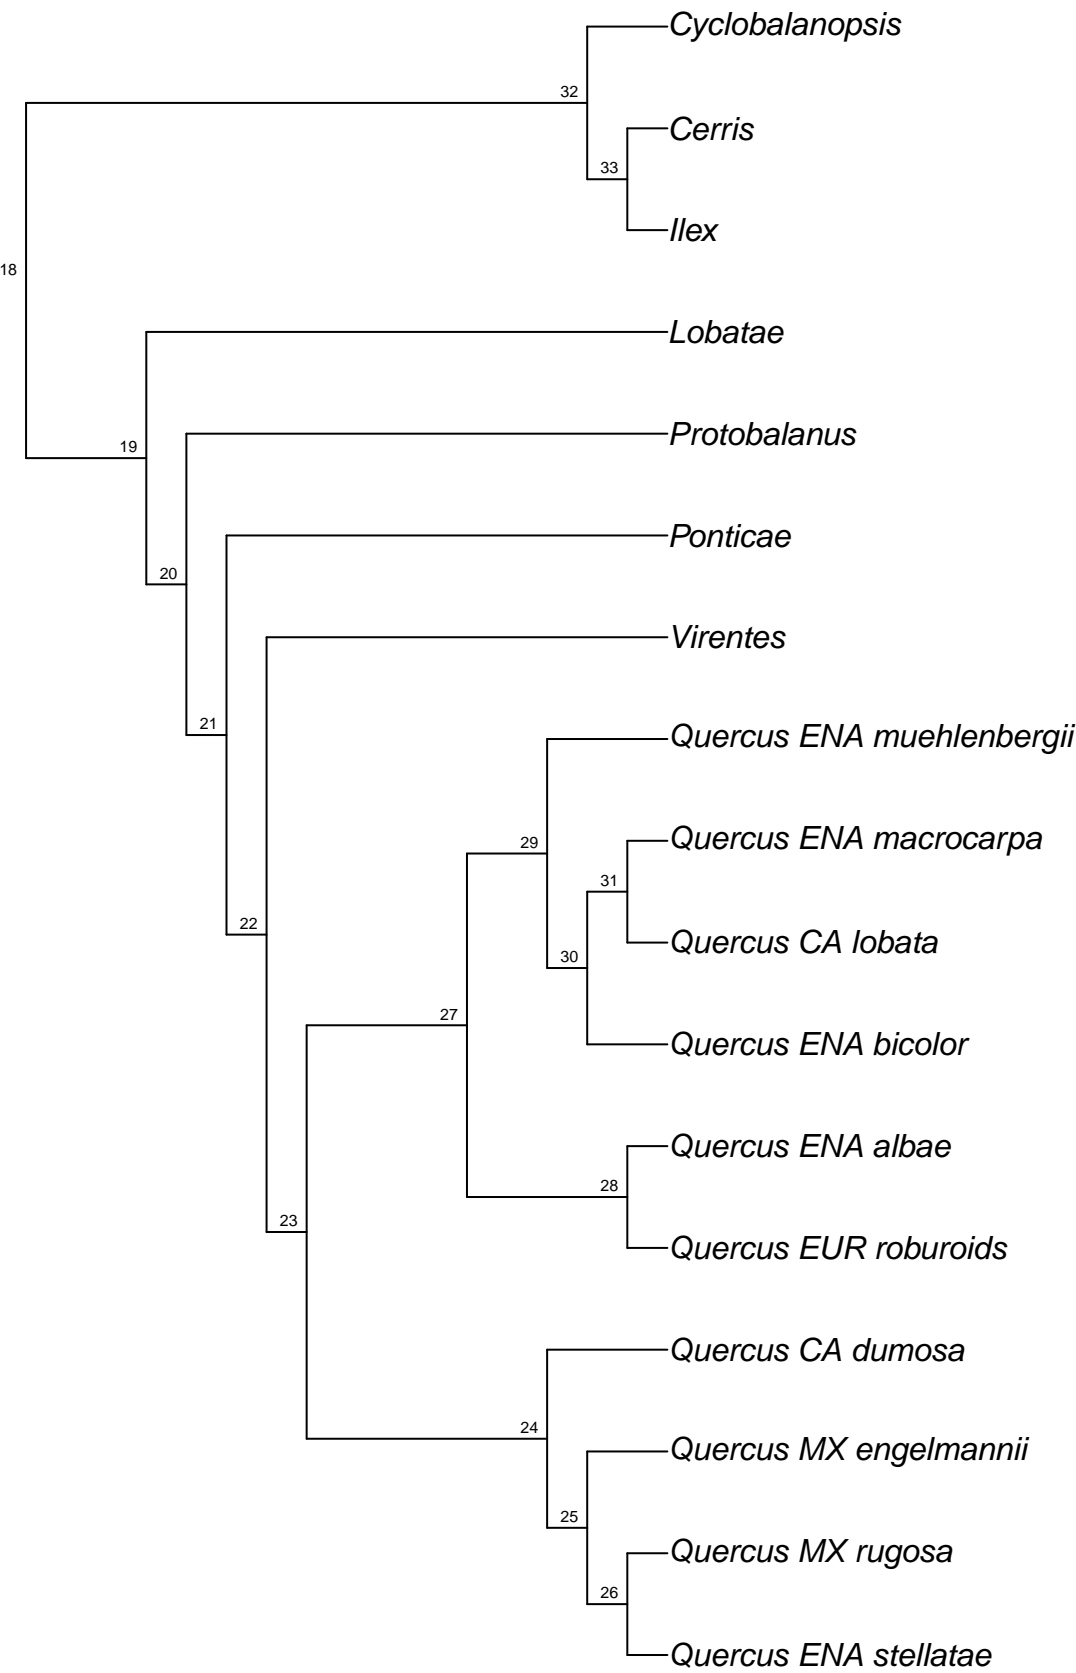 Cyclobalanopsis
32
Cerris
33
Ilex
18
Lobatae
Protobalanus
19
Ponticae
20
Virentes
21
Quercus ENA muehlenbergii
Quercus ENA macrocarpa
29
31
22
Quercus CA lobata
30
27
Quercus ENA bicolor
Quercus ENA albae
28
23
Quercus EUR roburoids
Quercus CA dumosa
24
Quercus MX engelmannii
25
Quercus MX rugosa
26
Quercus ENA stellatae